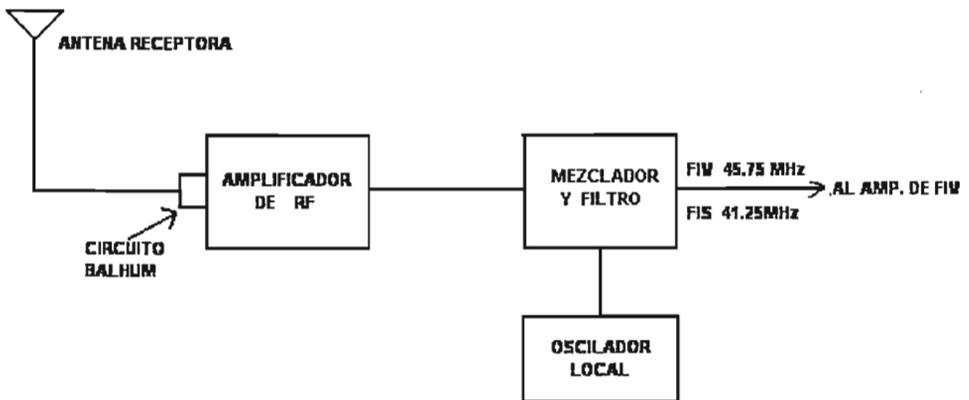 ANTENA RECEPTORA
AMPLIFICADOR
DE RF
CIRCUITO
BALHUM
MEZCLADOR
Y FILTRO
FIV 45.75 MHz
FIS 41.25MHz
AL AMP. DE FIV
OSCILADOR
LOCAL